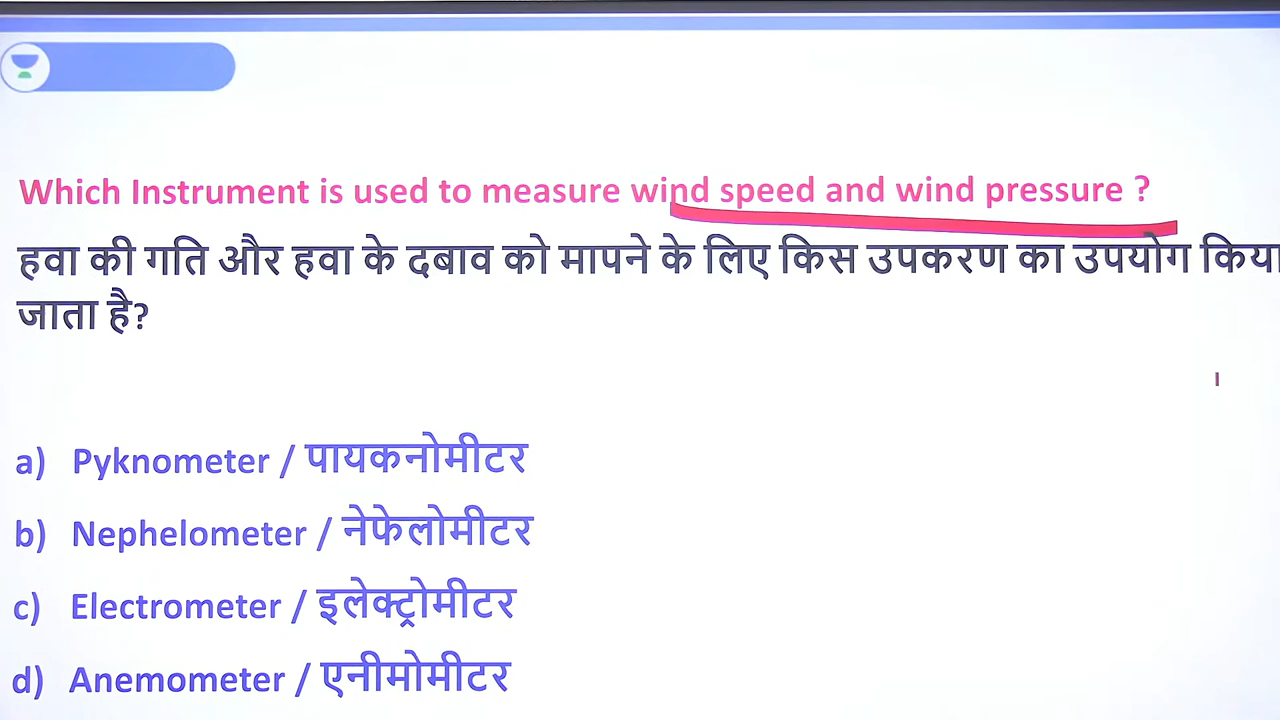 Which Instrument is used to measure wind speed and wind pressure ?
हवा की गति और हवा के दबाव को मापने के लिए किस उपकरण का उपयोग किया
जाता है?
a) Pyknometer / पायकनोमीटर
b) Nephelometer / नेफेलोमीटर
c) Electrometer / इलेक्ट्रोमीटर
d) Anemometer / एनीमोमीटर